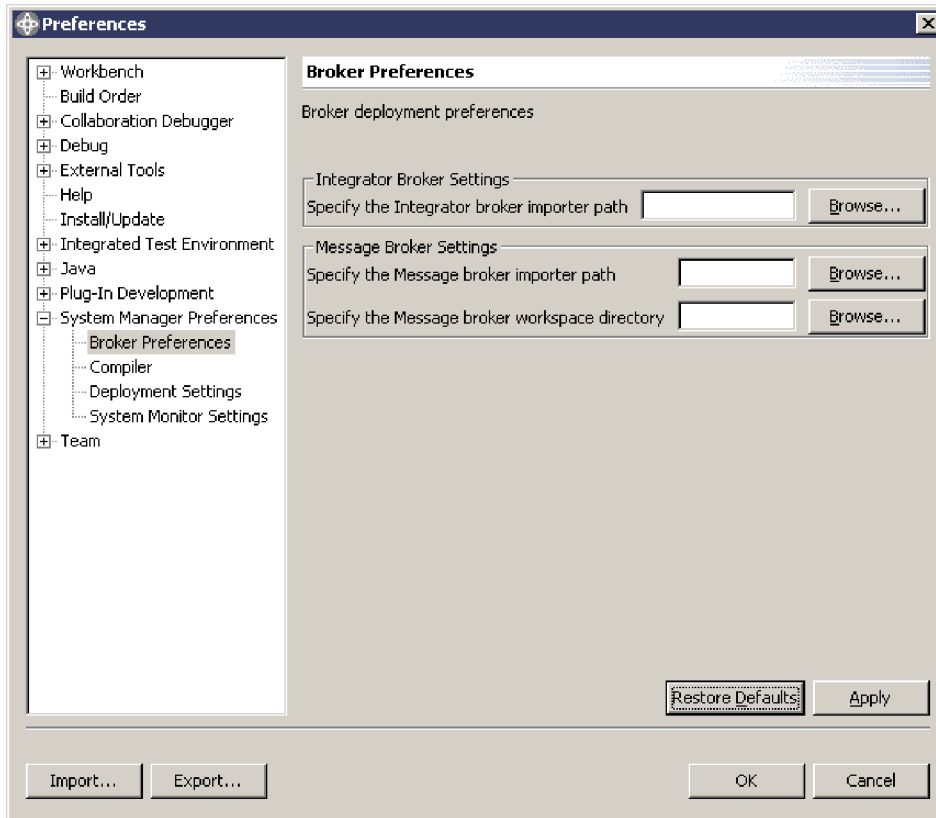 Preferences
Workbench
Build Order
Collaboration Debugger
Debug
External Tools
Help
Install/Update
Integrated Test Environment
Java
Plug-In Development
System Manager Preferences
Broker Preferences
Compiler
Deployment Settings
System Monitor Settings
Team
Broker Preferences
Broker deployment preferences
Integrator Broker Settings
Specify the Integrator broker importer path Browse...
Message Broker Settings
Specify the Message broker importer path Browse...
Specify the Message broker workspace directory Browse...
Restore Defaults Apply
Import... Export... OK Cancel